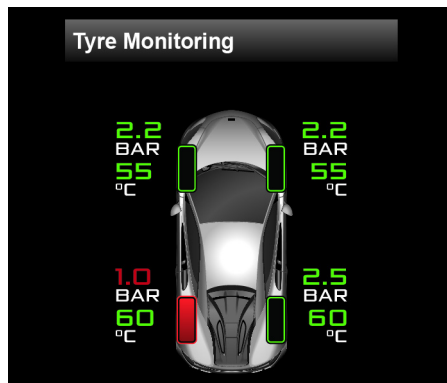 Tyre Monitoring
2.2 2.2
BAR BAR
55 55
°C °C
1.0 2.5
BAR BAR
60 60
°C °C